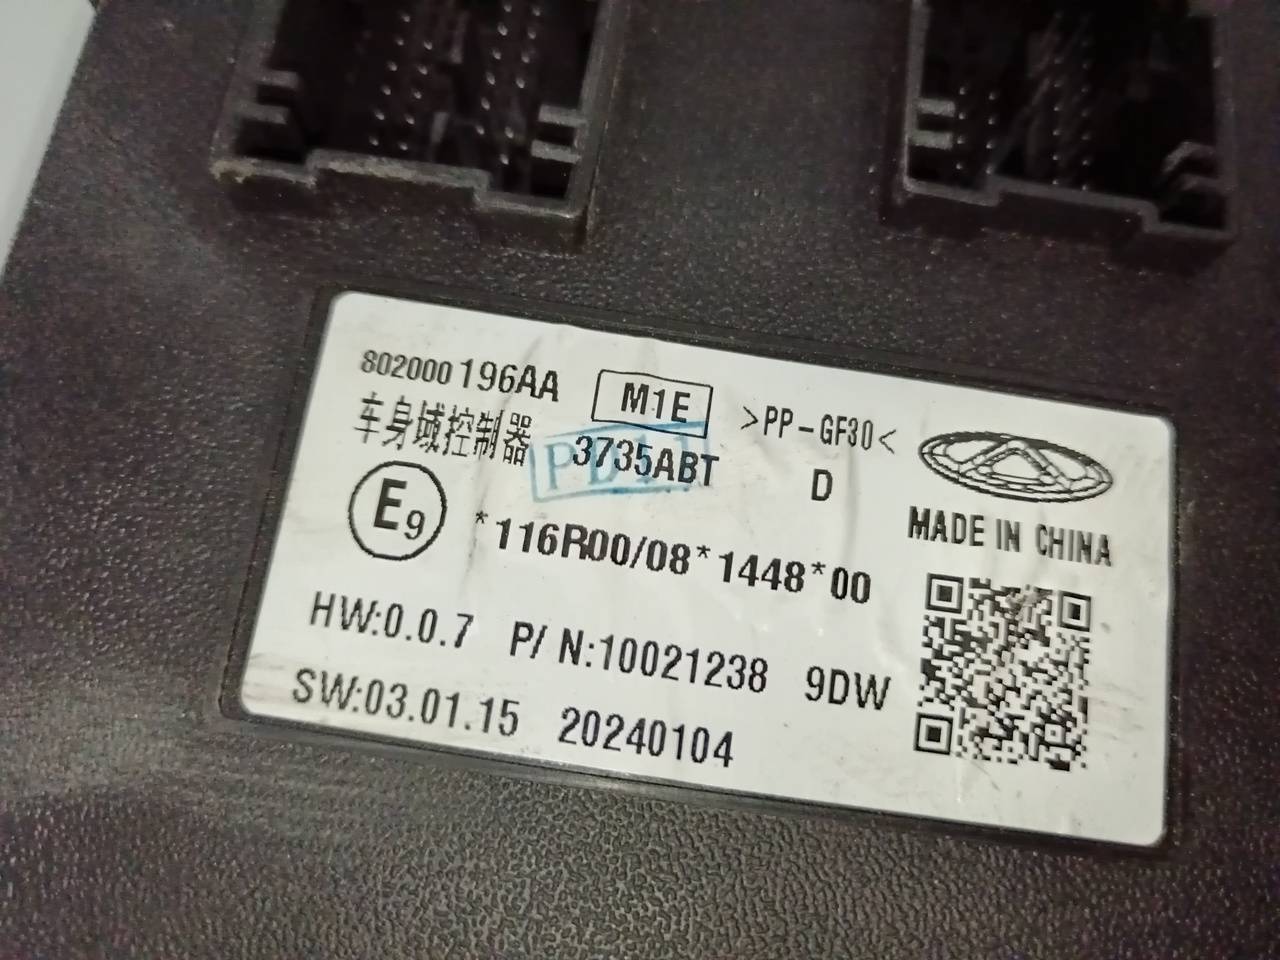 802000196AA M1E >PP-GF30<
车身域控制器 3735ABT D
E9 *116R00/08*1448*00 MADE IN CHINA
HW:0.0.7 P/N:10021238 9DW
SW:03.01.15 20240104